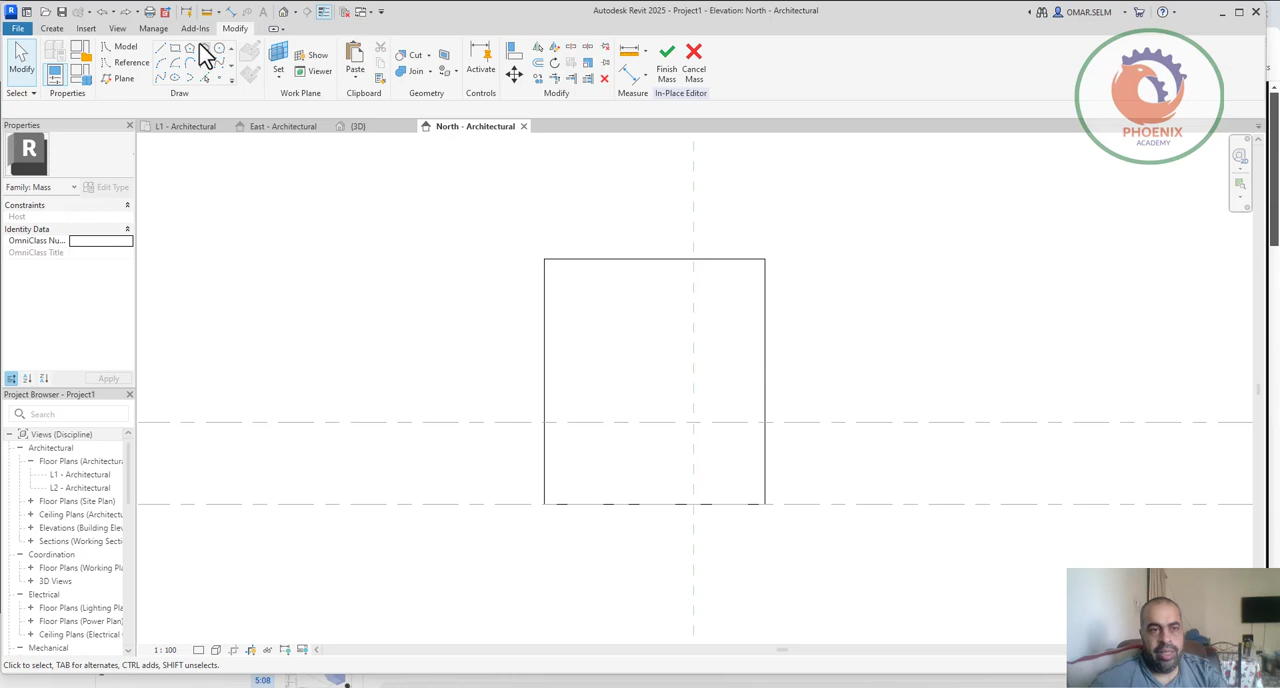 Autodesk Revit 2025 - Project1 - Elevation: North - Architectural
OMAR.SELM
File Create Insert View Manage Add-Ins Modify
Modify
Model
Reference
Plane
Set
Show
Viewer
Paste
Cut
Join
Activate
Finish Mass
Cancel Mass
Select
Properties
Draw
Work Plane
Clipboard
Geometry
Controls
Modify
Measure
In-Place Editor
PHOENIX
ACADEMY
Properties
L1 - Architectural
East - Architectural
{3D}
North - Architectural
R
Family: Mass
Edit Type
Constraints
Host
Identity Data
OmniClass Nu...
OmniClass Title
Apply
Project Browser - Project1
Search
Views (Discipline)
Architectural
Floor Plans (Architectura
L1 - Architectural
L2 - Architectural
Floor Plans (Site Plan)
Ceiling Plans (Architectu
Elevations (Building Elev
Sections (Working Secti
Coordination
Floor Plans (Working Pl
3D Views
Electrical
Floor Plans (Lighting Pla
Floor Plans (Power Plan)
Ceiling Plans (Electrical
Mechanical
1 : 100
Click to select, TAB for alternates, CTRL adds, SHIFT unselects.
5:08